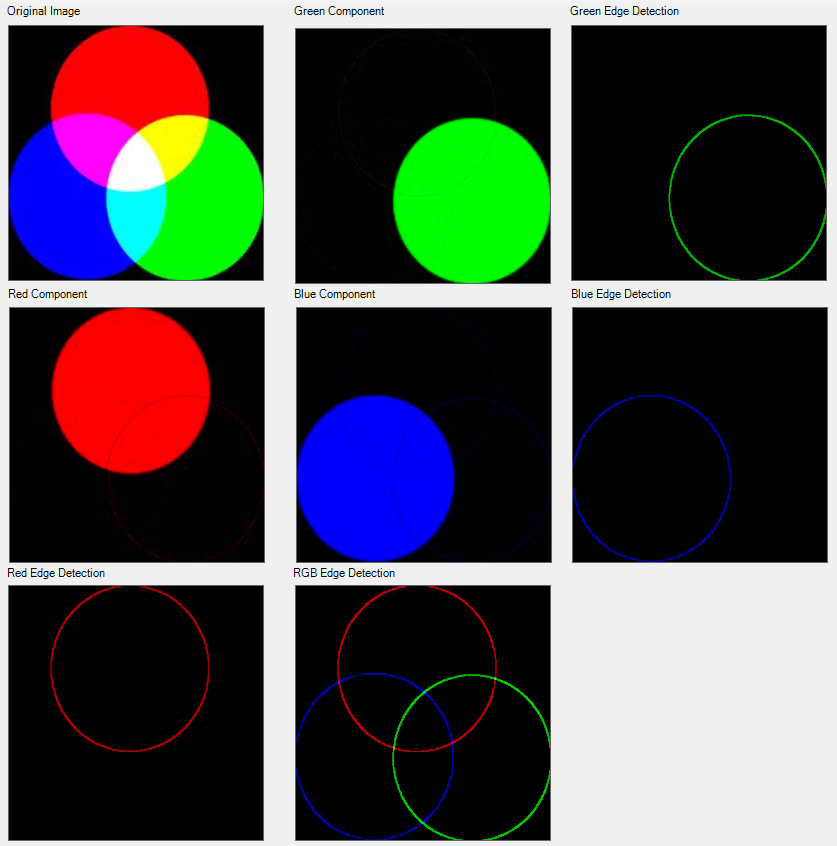 Original Image
Green Component
Green Edge Detection
Red Component
Blue Component
Blue Edge Detection
Red Edge Detection
RGB Edge Detection